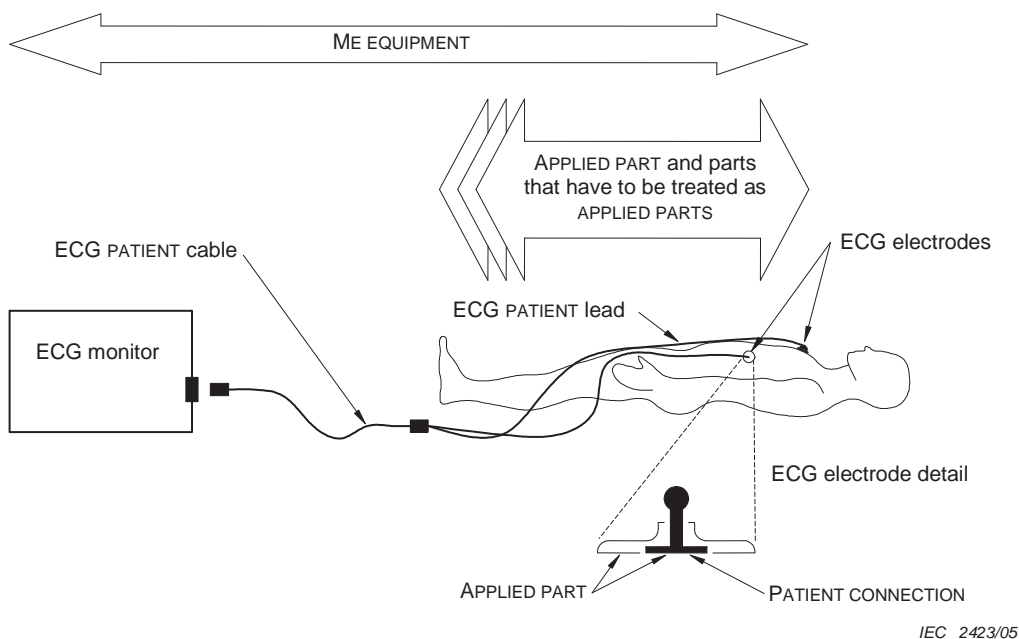 ME EQUIPMENT
APPLIED PART and parts
that have to be treated as
APPLIED PARTS
ECG PATIENT cable
ECG electrodes
ECG PATIENT lead
ECG monitor
ECG electrode detail
APPLIED PART
PATIENT CONNECTION
IEC 2423/05